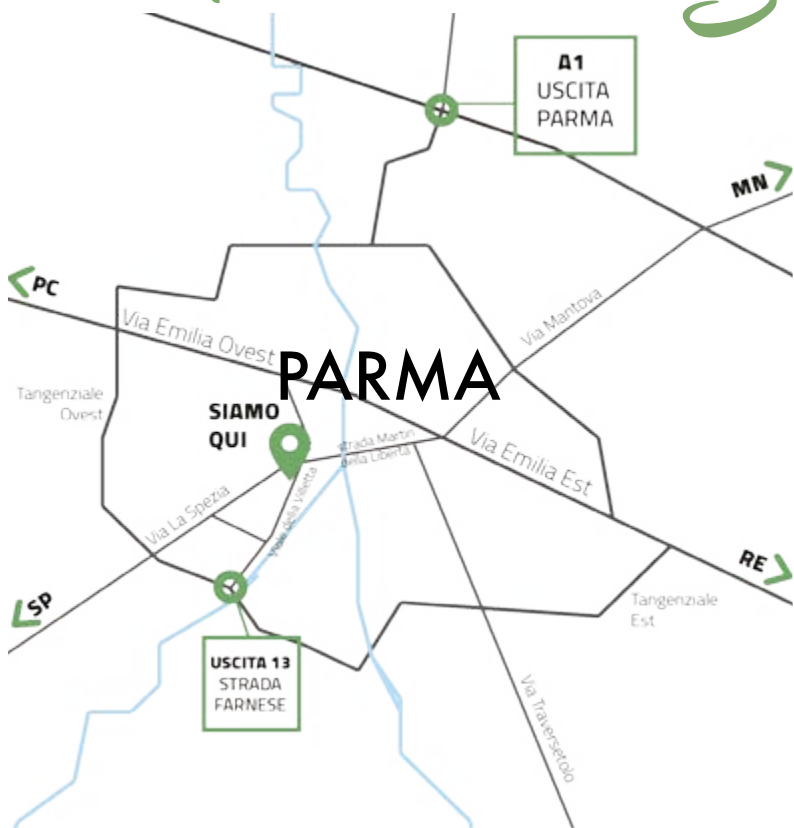 A1
USCITA
PARMA
MN
PC
Via Emilia Ovest
Via Mantova
PARMA
Tangenziale
Ovest
SIAMO
QUI
Strada Martiri
della Libertà
Via Emilia Est
Via La Spezia
Viale della Villetta
RE
SP
Tangenziale
Est
USCITA 13
STRADA
FARNESE
Via Traversetolo